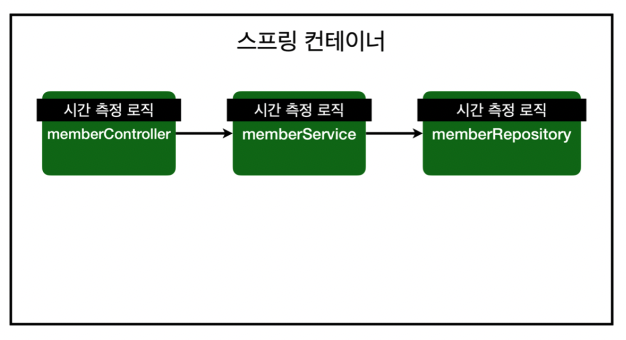 스프링 컨테이너
시간 측정 로직
memberController
시간 측정 로직
memberService
시간 측정 로직
memberRepository